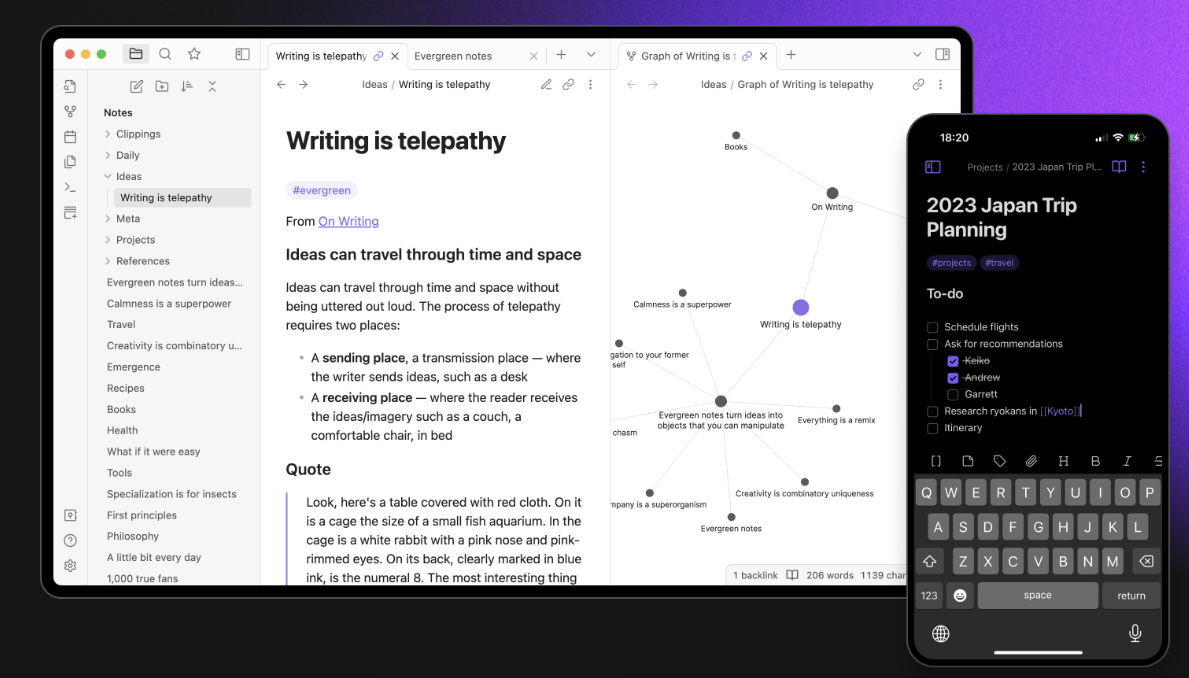 Writing is telepathy
Evergreen notes
Graph of Writing is t
Notes
Clippings
Daily
Ideas
Writing is telepathy
Meta
Projects
References
Evergreen notes turn ideas...
Calmness is a superpower
Travel
Creativity is combinatory u...
Emergence
Recipes
Books
Health
What if it were easy
Tools
Specialization is for insects
First principles
Philosophy
A little bit every day
1,000 true fans
Ideas / Writing is telepathy
Writing is telepathy
#evergreen
From On Writing
Ideas can travel through time and space
Ideas can travel through time and space without
being uttered out loud. The process of telepathy
requires two places:
• A sending place, a transmission place — where
the writer sends ideas, such as a desk
• A receiving place — where the reader receives
the ideas/imagery such as a couch, a
comfortable chair, in bed
Quote
Look, here's a table covered with red cloth. On it
is a cage the size of a small fish aquarium. In the
cage is a white rabbit with a pink nose and pink-
rimmed eyes. On its back, clearly marked in blue
ink, is the numeral 8. The most interesting thing
Ideas / Graph of Writing is telepathy
Books
On Writing
Calmness is a superpower
Writing is telepathy
gation to your former
self
Evergreen notes turn ideas into
objects that you can manipulate
Everything is a remix
chasm
Creativity is combinatory uniqueness
mpany is a superorganism
Evergreen notes
1 backlink 206 words 1139 char
18:20
Projects / 2023 Japan Trip Pl...
2023 Japan Trip
Planning
#projects #travel
To-do
Schedule flights
Ask for recommendations
Keiko
Andrew
Garrett
Research ryokans in [[Kyoto]]
Itinerary
[] H B I S
Q W E R T Y U I O P
A S D F G H J K L
Z X C V B N M
123 space return